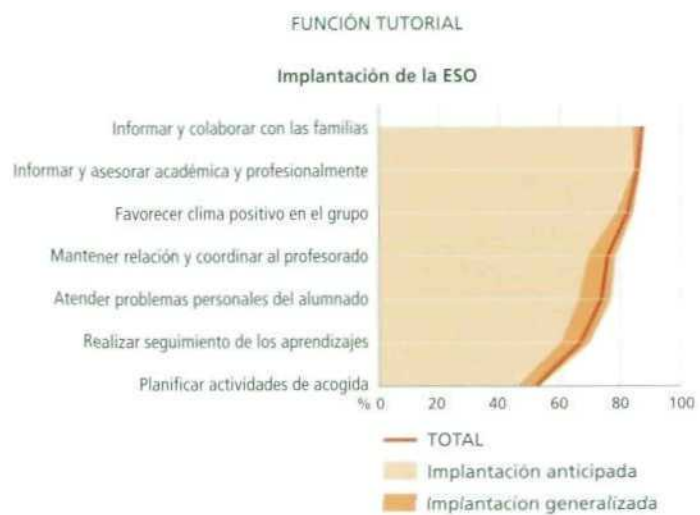 FUNCIÓN TUTORIAL
Implantación de la ESO
Informar y colaborar con las familias
Informar y asesorar académica y profesionalmente
Favorecer clima positivo en el grupo
Mantener relación y coordinar al profesorado
Atender problemas personales del alumnado
Realizar seguimiento de los aprendizajes
Planificar actividades de acogida
% 0 20 40 60 80 100
TOTAL
Implantación anticipada
Implantacion generalizada